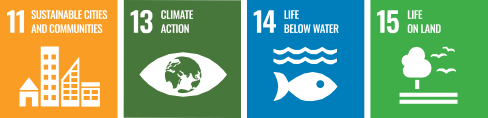 11 SUSTAINABLE CITIES
AND COMMUNITIES
13 CLIMATE
ACTION
14 LIFE
BELOW WATER
15 LIFE
ON LAND